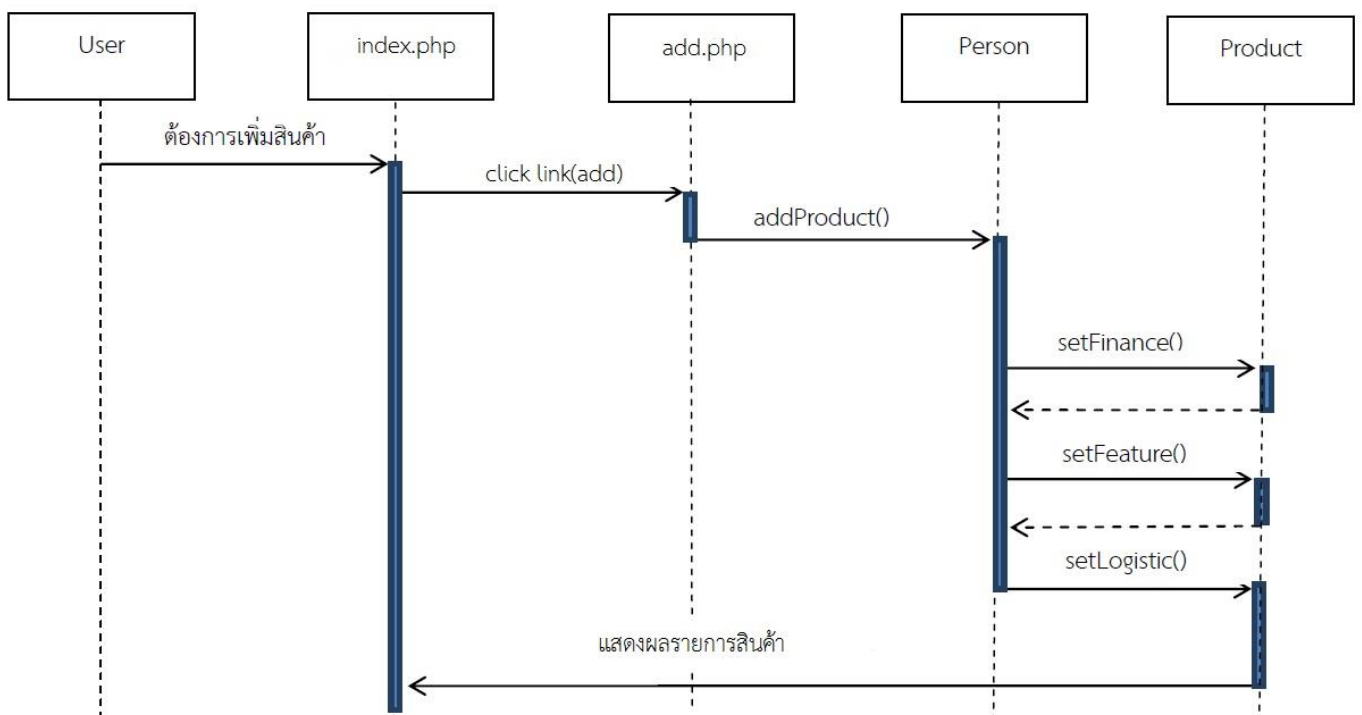 User
index.php
add.php
Person
Product
ต้องการเพิ่มสินค้า
click link(add)
addProduct()
setFinance()
setFeature()
setLogistic()
แสดงผลรายการสินค้า